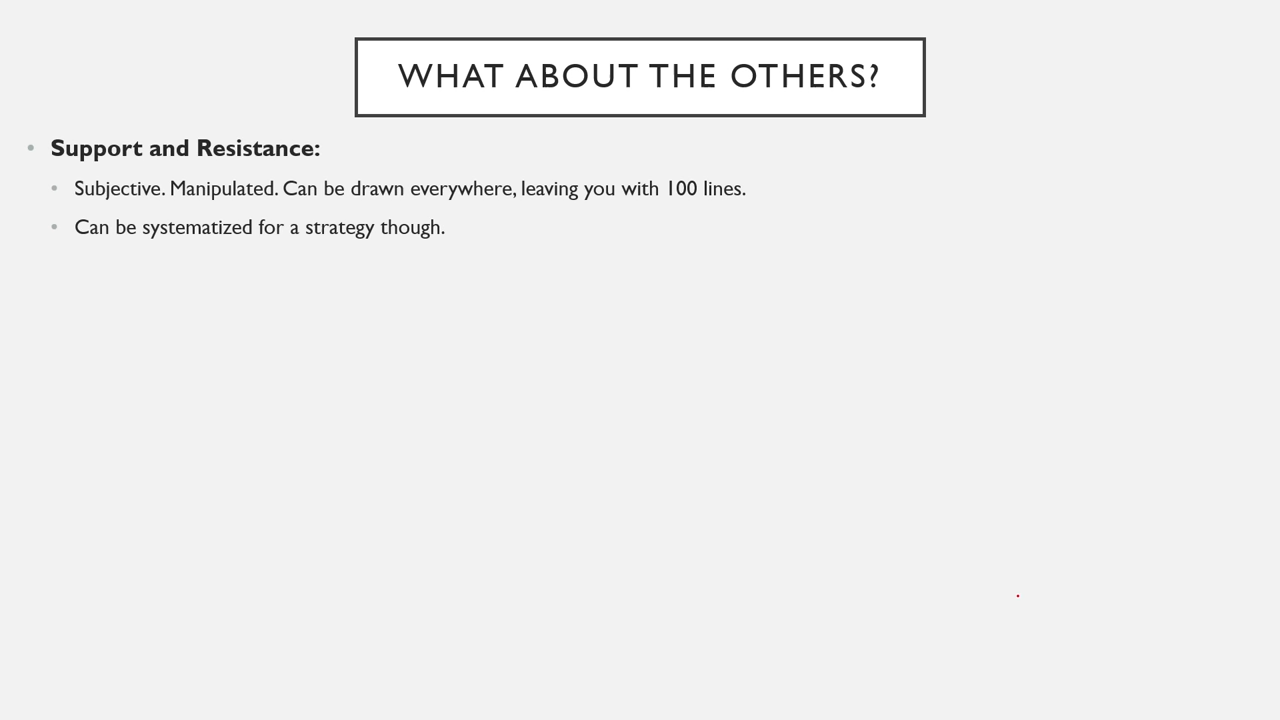 WHAT ABOUT THE OTHERS?
• Support and Resistance:
• Subjective. Manipulated. Can be drawn everywhere, leaving you with 100 lines.
• Can be systematized for a strategy though.